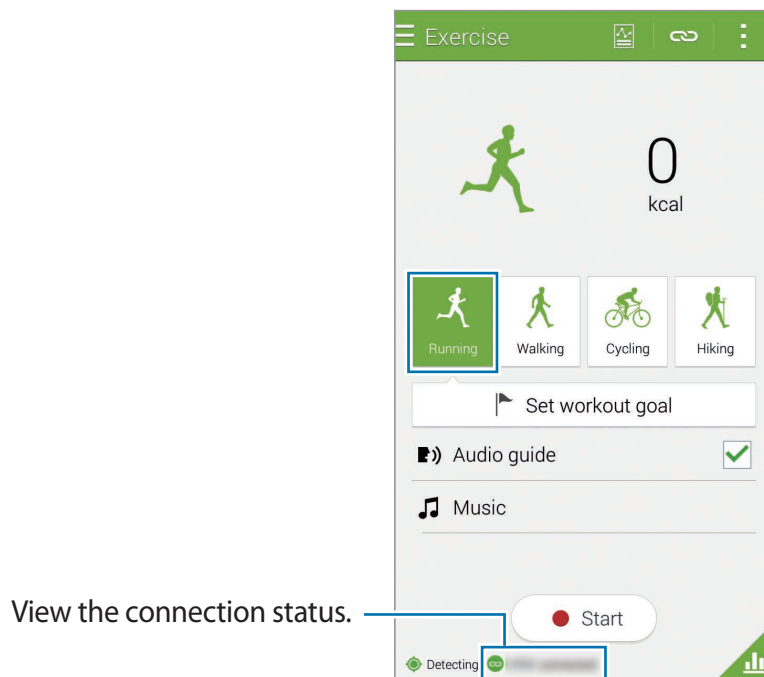 Exercise
0
kcal
Running
Walking
Cycling
Hiking
Set workout goal
Audio guide
Music
View the connection status.
Start
Detecting